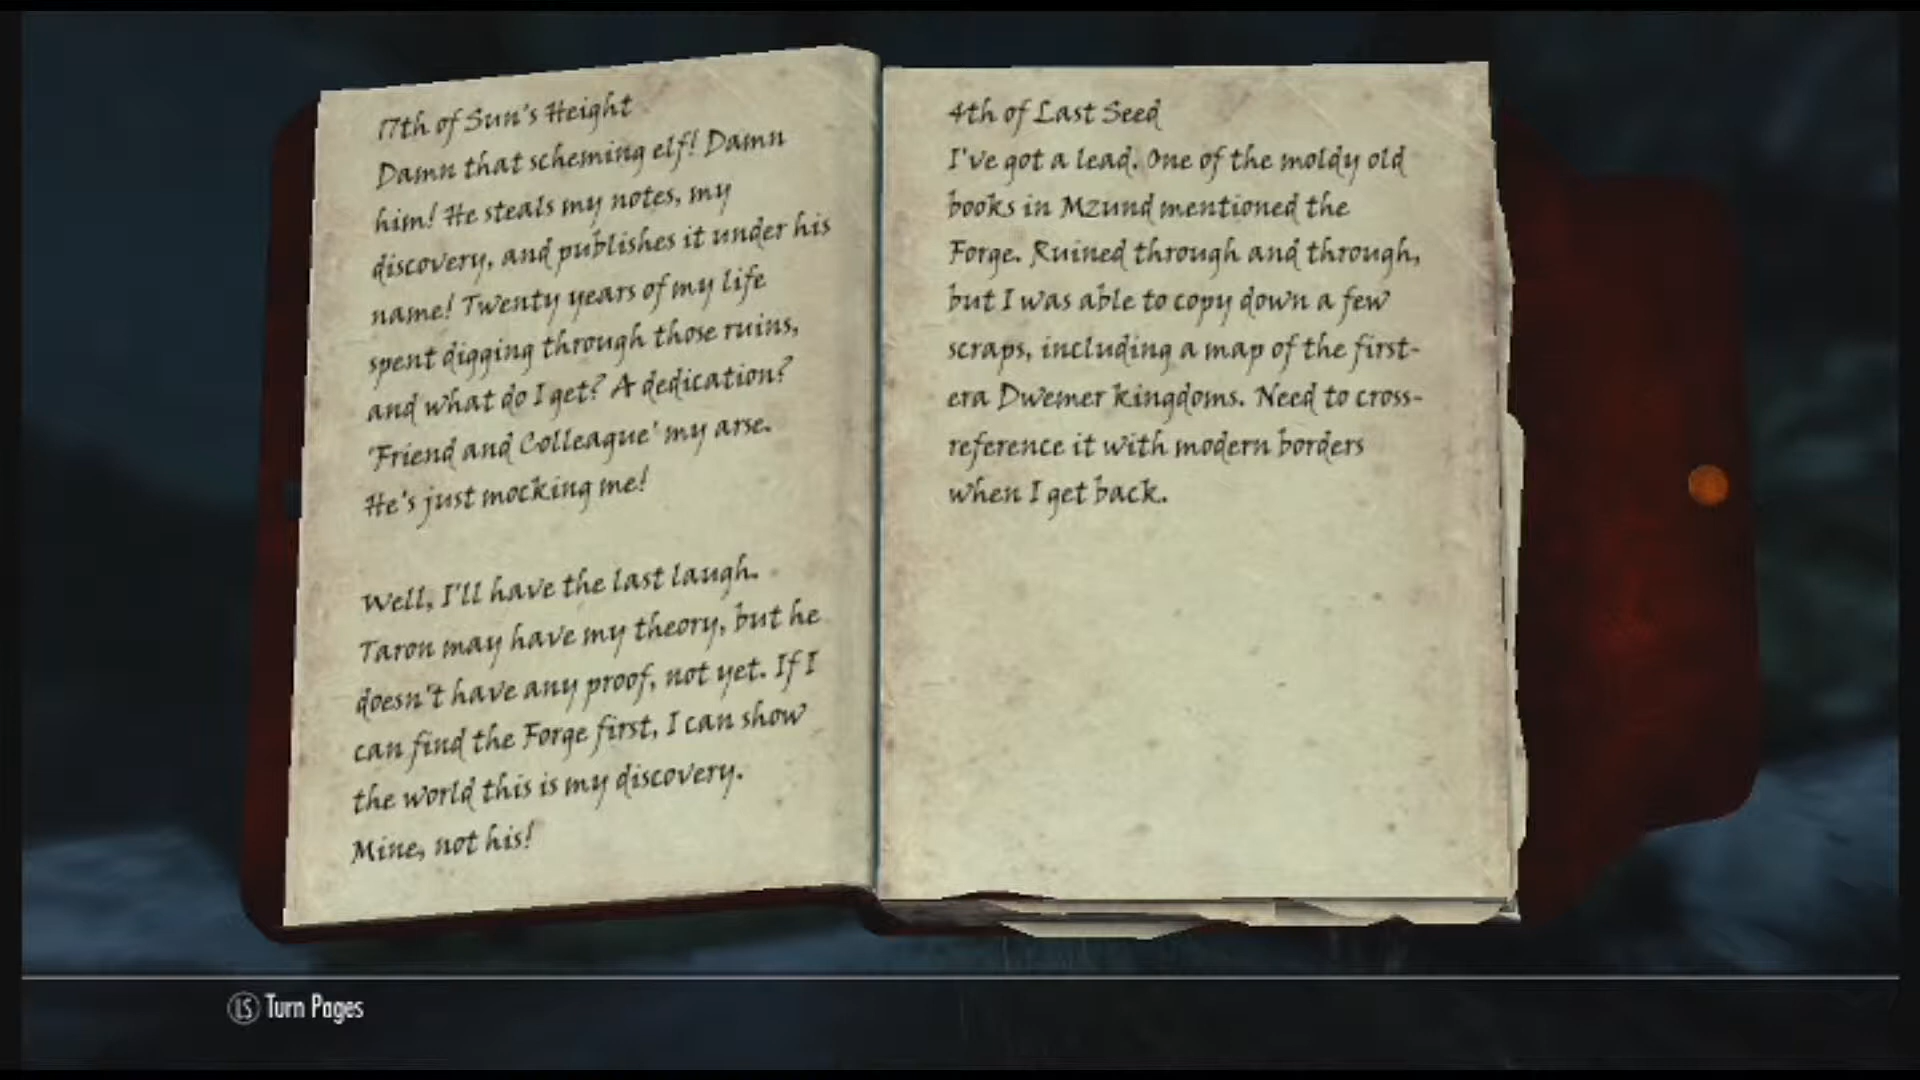 17th of Sun's Height
Damn that scheming elf! Damn
him! He steals my notes, my
discovery, and publishes it under his
name! Twenty years of my life
spent digging through those ruins,
and what do I get? A dedication?
'Friend and Colleague' my arse.
He's just mocking me!
Well, I'll have the last laugh.
Taron may have my theory, but he
doesn't have any proof, not yet. If I
can find the Forge first, I can show
the world this is my discovery.
Mine, not his!
4th of Last Seed
I've got a lead. One of the moldy old
books in Mzund mentioned the
Forge. Ruined through and through,
but I was able to copy down a few
scraps, including a map of the first-
era Dwemer kingdoms. Need to cross-
reference it with modern borders
when I get back.
LS Turn Pages